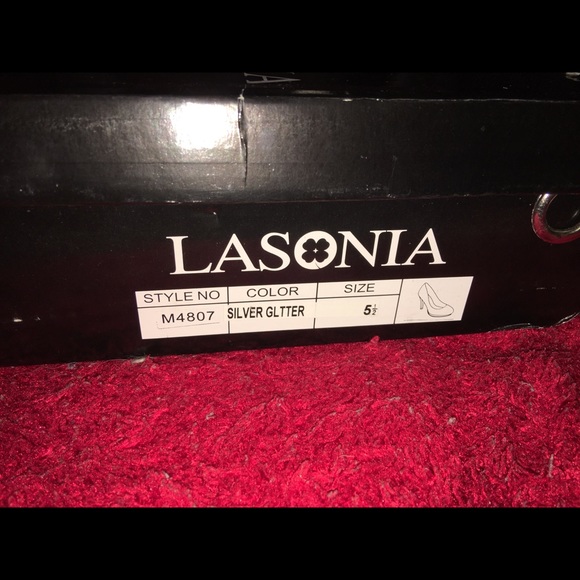 LASONIA
STYLE NO COLOR SIZE
M4807 SILVER GLTTER 5½